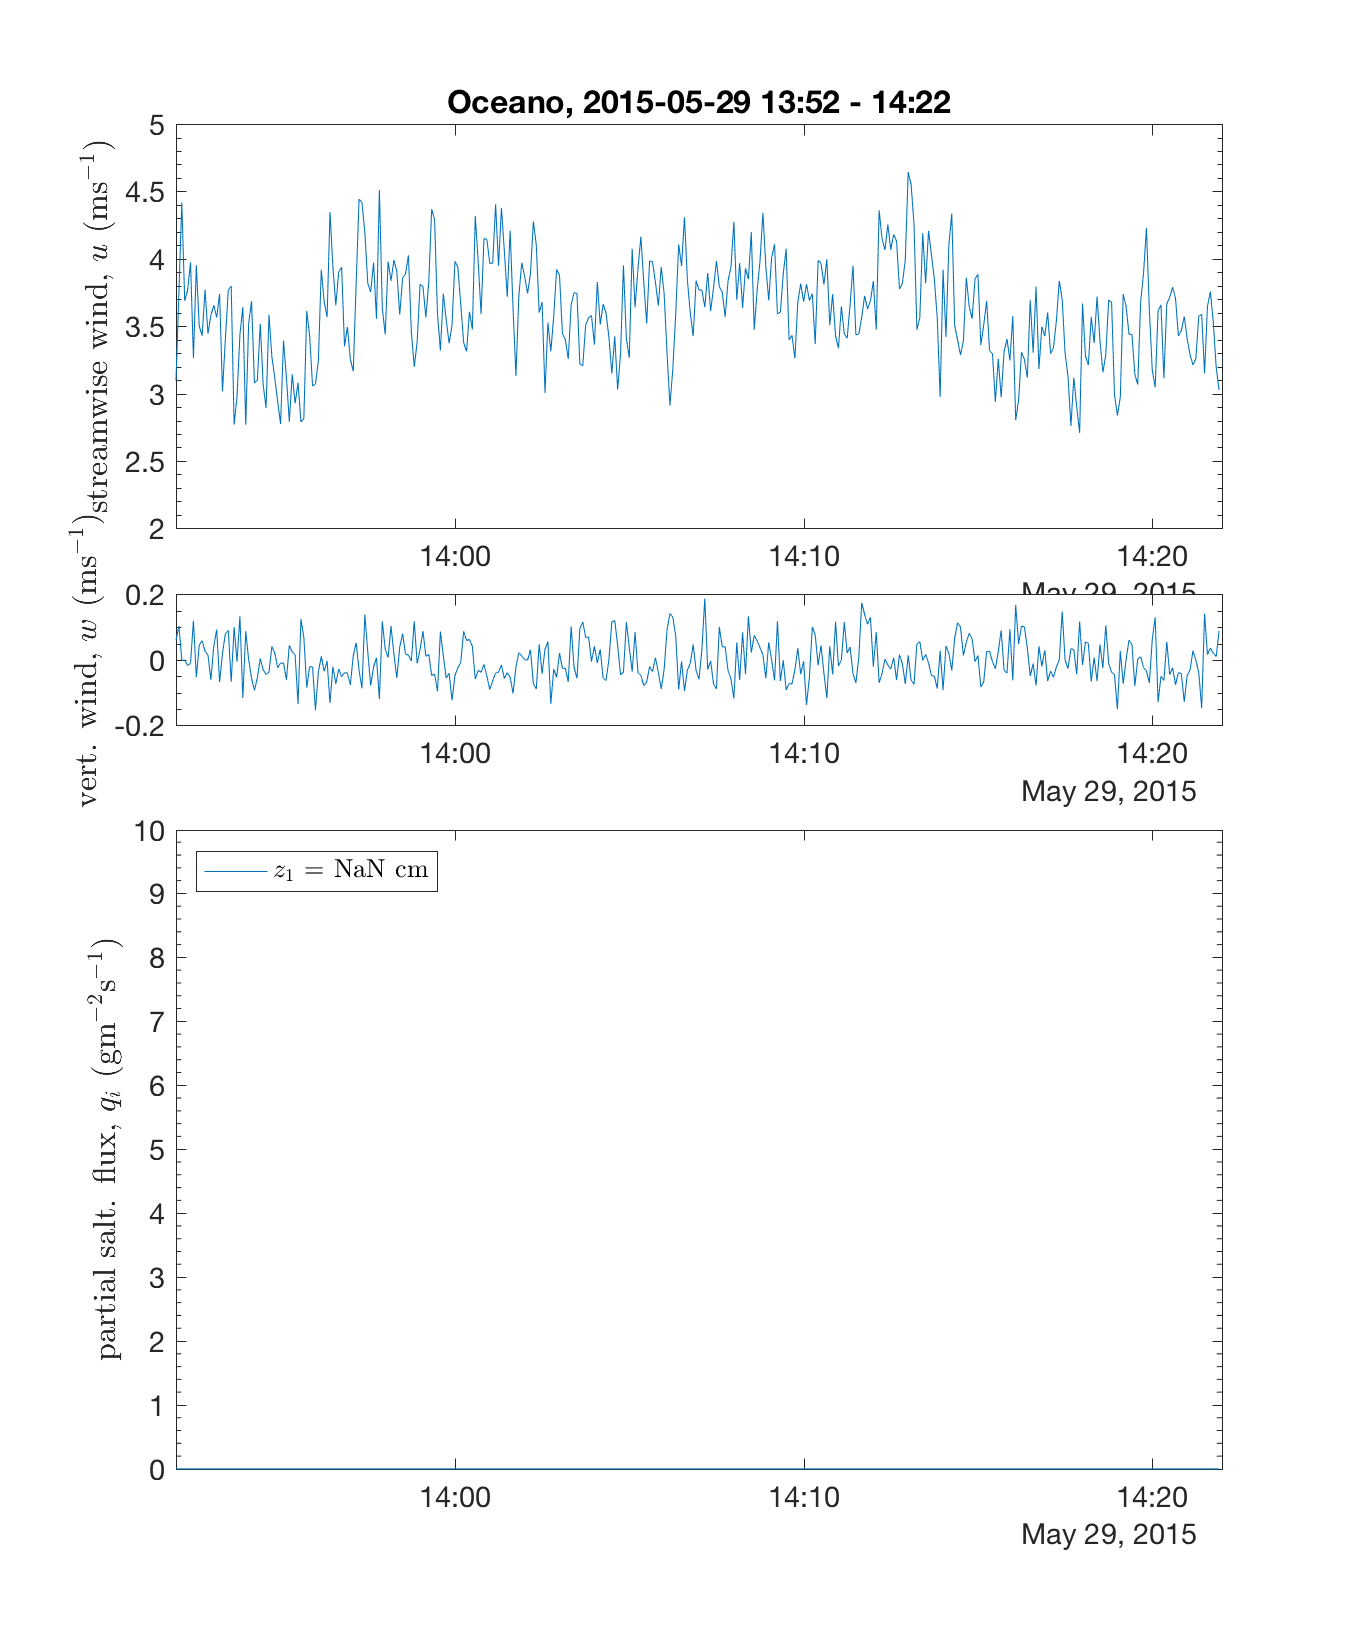 Oceano, 2015-05-29 13:52 - 14:22
streamwise wind, u (ms⁻¹)
5
4.5
4
3.5
3
2.5
2
14:00 14:10 14:20
May 29, 2015
vert. wind, w (ms⁻¹)
0.2
0
-0.2
14:00 14:10 14:20
May 29, 2015
partial salt. flux, qᵢ (gm⁻²s⁻¹)
10
9
8
7
6
5
4
3
2
1
0
z₁ = NaN cm
14:00 14:10 14:20
May 29, 2015